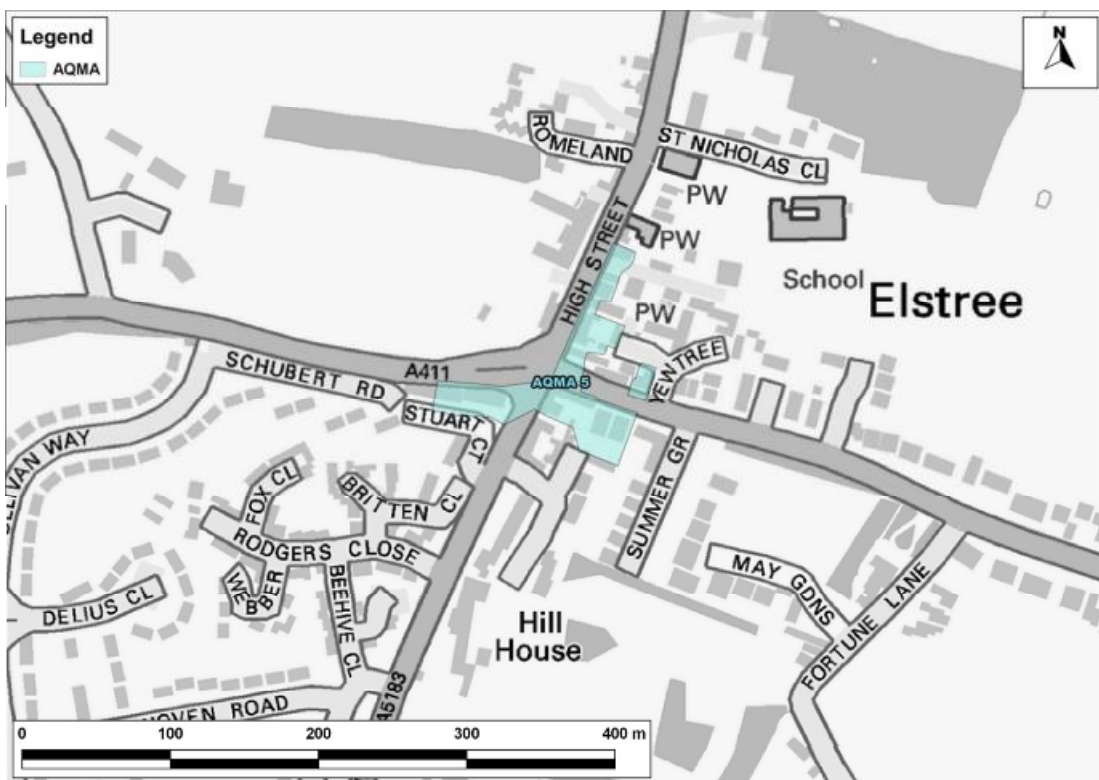 Legend
AQMA
N
ROMELAND
ST NICHOLAS CL
PW
PW
HIGH STREET
School
Elstree
PW
SCHUBERT RD
A411
AQMA 5
YEWTREE
STUART CT
WAY
FOX CL
BRITTEN CL
SUMMER GR
RODGERS CLOSE
WEBBER
MAY GDNS
DELIUS CL
BEEHIVE CL
Hill
House
FORTUNE LANE
HOVEN ROAD
A5183
0 100 200 300 400 m